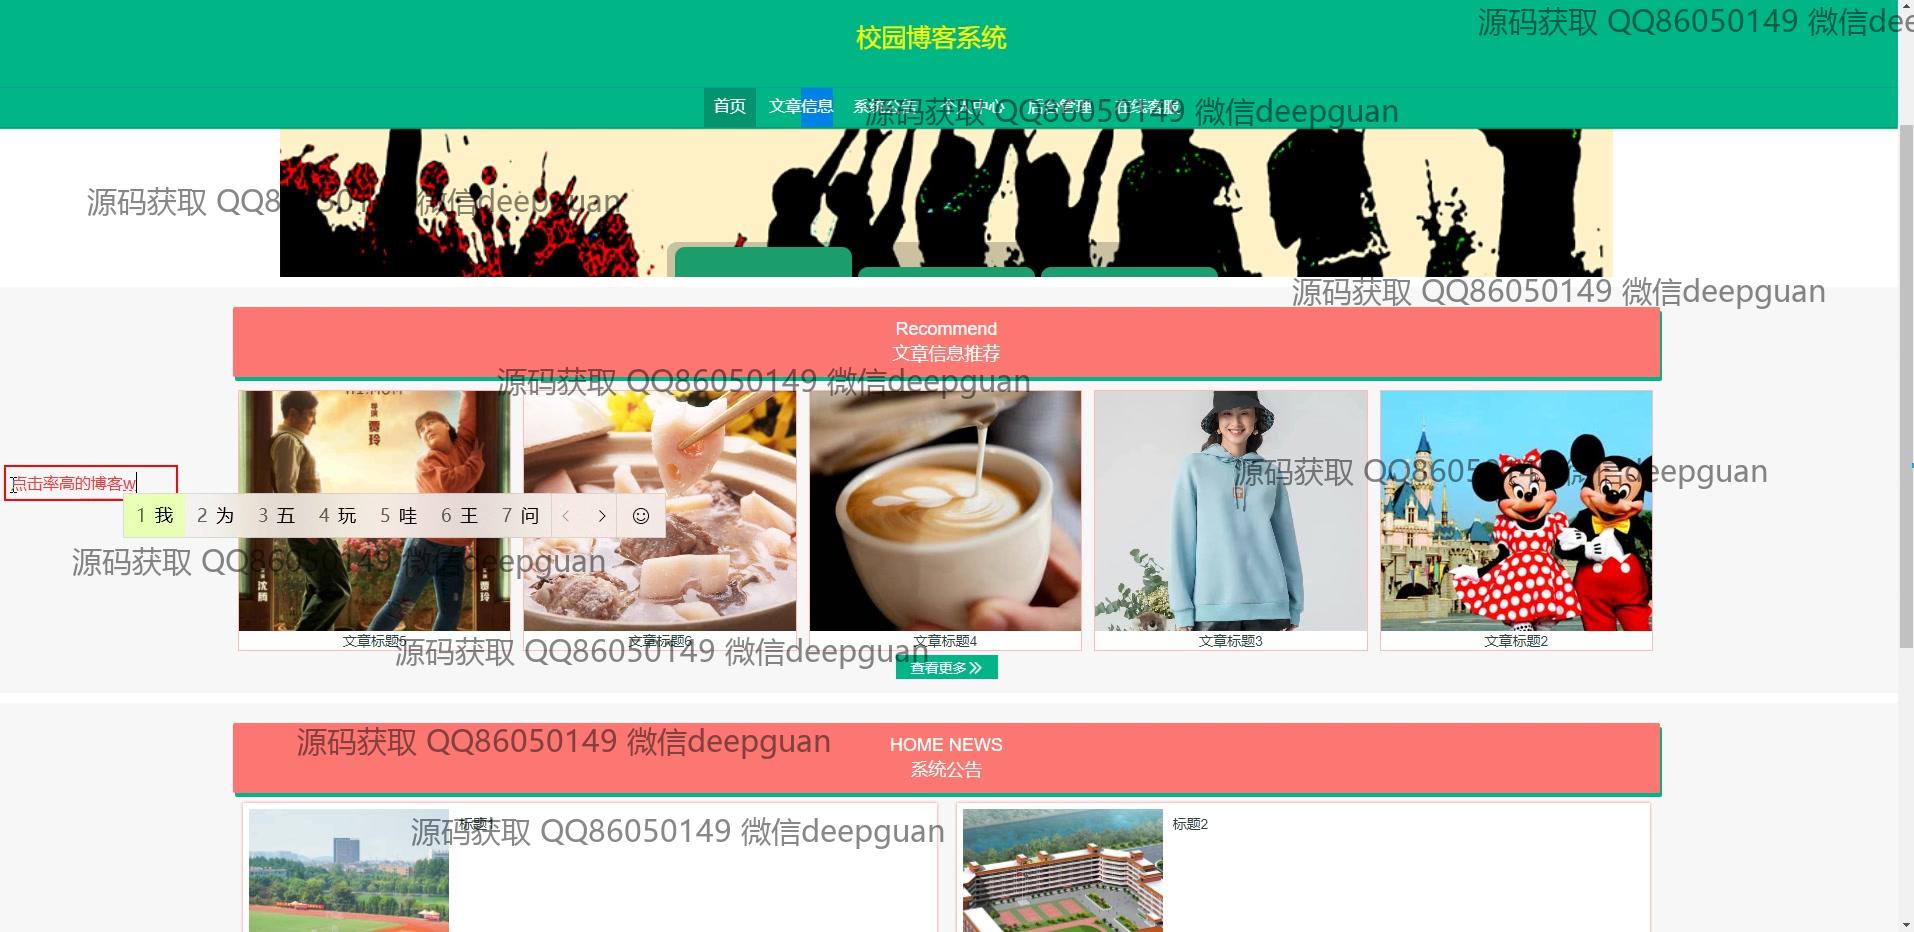 校园博客系统
源码获取 QQ86050149 微信dee
首页 文章信息 系统公告 个人中心 后台管理 在线客服
源码获取 QQ86050149 微信deepguan
源码获取 QQ86050149 微信deepguan
源码获取 QQ86050149 微信deepguan
Recommend
文章信息推荐
源码获取 QQ86050149 微信deepguan
导演
贾玲
源码获取 QQ86050149 微信deepguan
点击率高的博客w
1 我 2 为 3 五 4 玩 5 哇 6 王 7 问
源码获取 QQ86050149 微信deepguan
沈腾
贾玲
文章标题5 文章标题6 文章标题4 文章标题3 文章标题2
源码获取 QQ86050149 微信deepguan
查看更多
源码获取 QQ86050149 微信deepguan
HOME NEWS
系统公告
标题1 标题2
源码获取 QQ86050149 微信deepguan